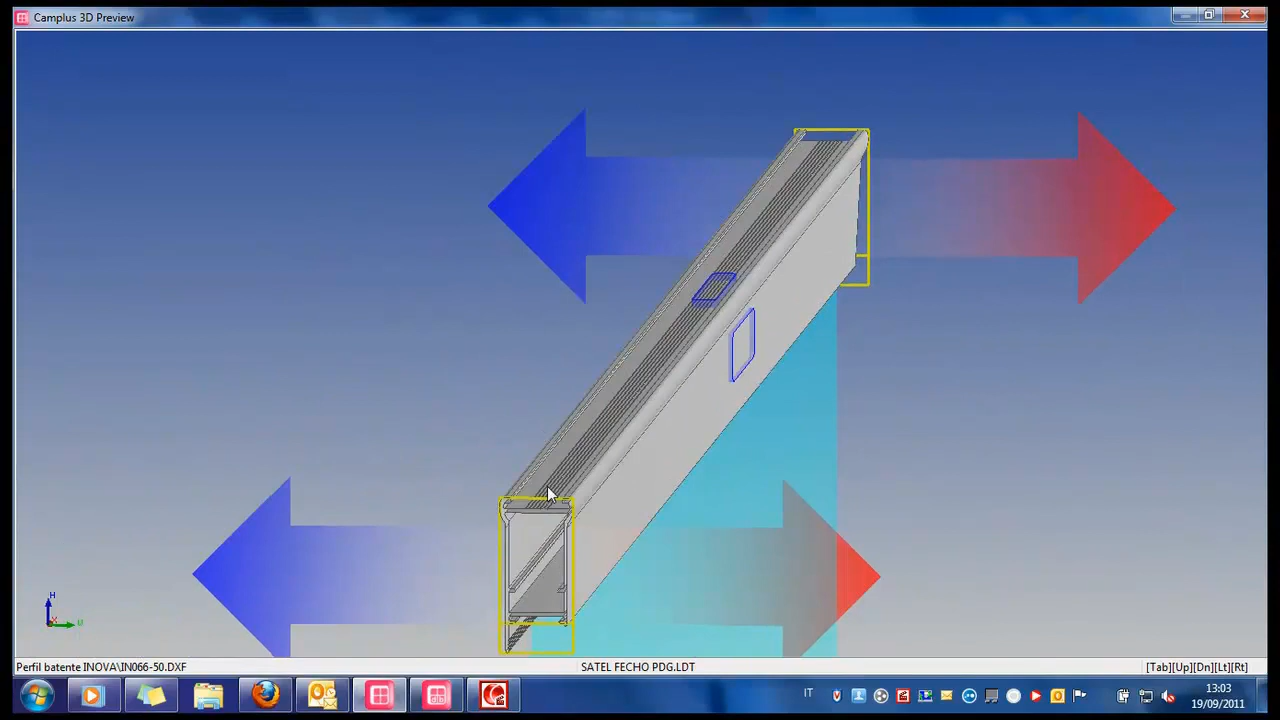 Camplus 3D Preview
H
U
Perfil batente INOVA\IN066-50.DXF
SATEL FECHO PDG.LDT
[Tab][Up][Dn][Lt][Rt]
IT
13:03
19/09/2011